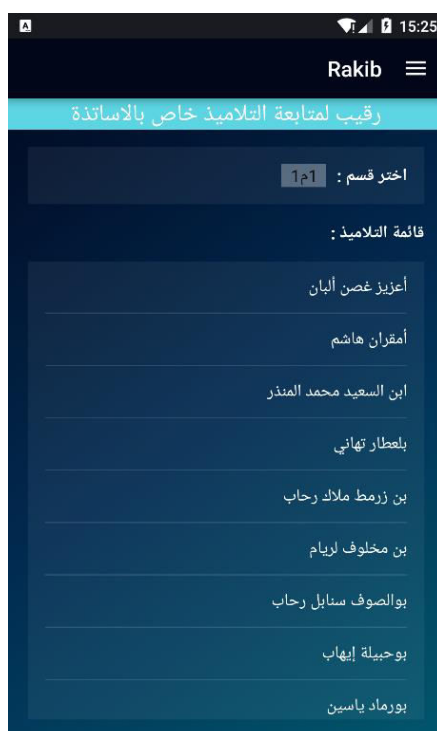 15:25
Rakib
رقيب لمتابعة التلاميذ خاص بالاساتذة
اختر قسم : 1م1
قائمة التلاميذ :
أعزيز غصن ألبان
أمقران هاشم
ابن السعيد محمد المنذر
بلعطار تهاني
بن زرمط ملاك رحاب
بن مخلوف لريام
بوالصوف سنابل رحاب
بوحبيلة إيهاب
بورماد ياسين